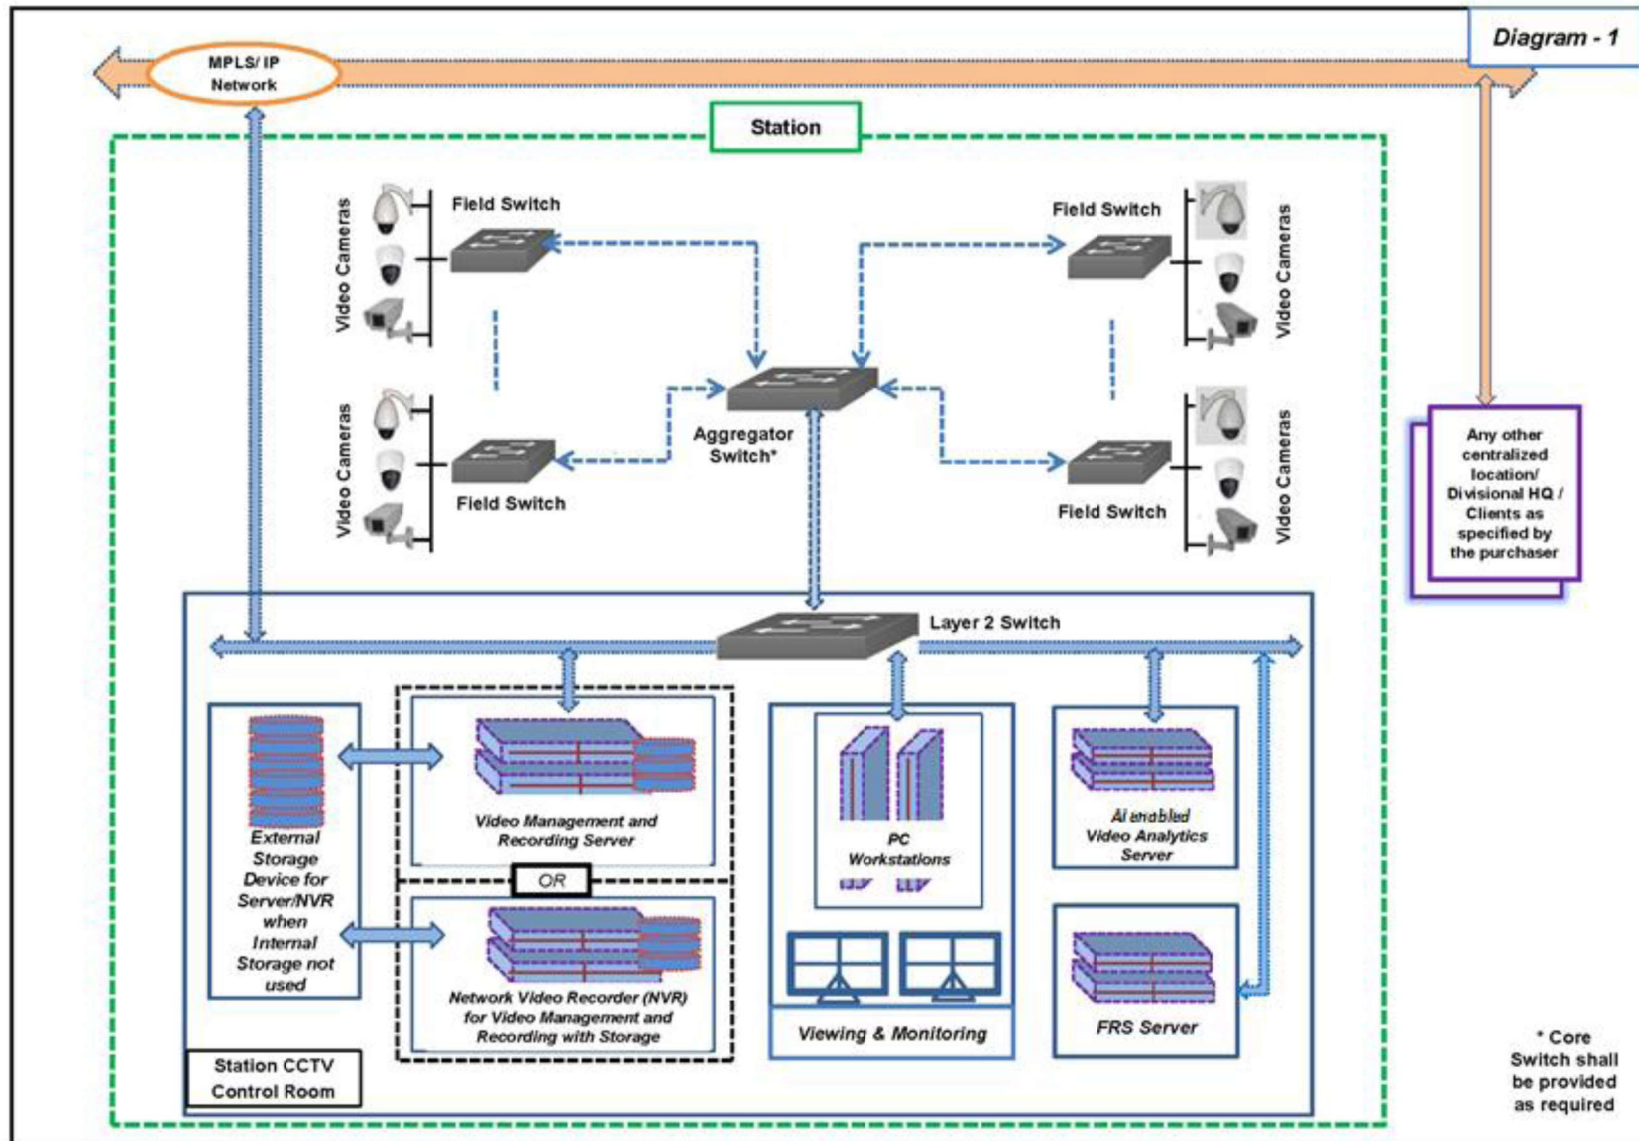 Diagram - 1
MPLS/ IP
Network
Station
Video Cameras
Field Switch
Field Switch
Video Cameras
Video Cameras
Field Switch
Aggregator
Switch*
Field Switch
Video Cameras
Any other
centralized
location/
Divisional HQ /
Clients as
specified by
the purchaser
Layer 2 Switch
External
Storage
Device for
Server/NVR
when
Internal
Storage not
used
Video Management and
Recording Server
OR
Network Video Recorder (NVR)
for Video Management and
Recording with Storage
PC
Workstations
Viewing & Monitoring
AI enabled
Video Analytics
Server
FRS Server
Station CCTV
Control Room
* Core
Switch shall
be provided
as required